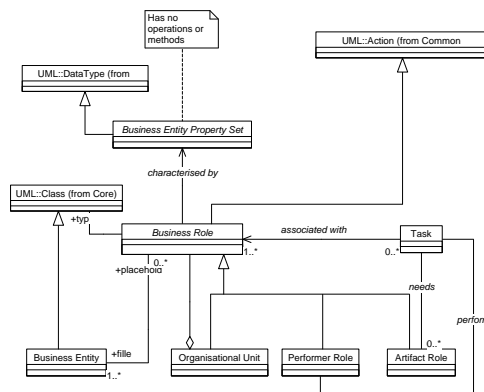 Has no
operations or
methods
UML::Action (from Common
UML::DataType (from
Business Entity Property Set
characterised by
UML::Class (from Core)
+typ
Business Role
associated with
Task
0..*
1..*
0..*
+placehold
needs
perforn
+fille
0..*
Business Entity
Organisational Unit
Performer Role
Artifact Role
1..*